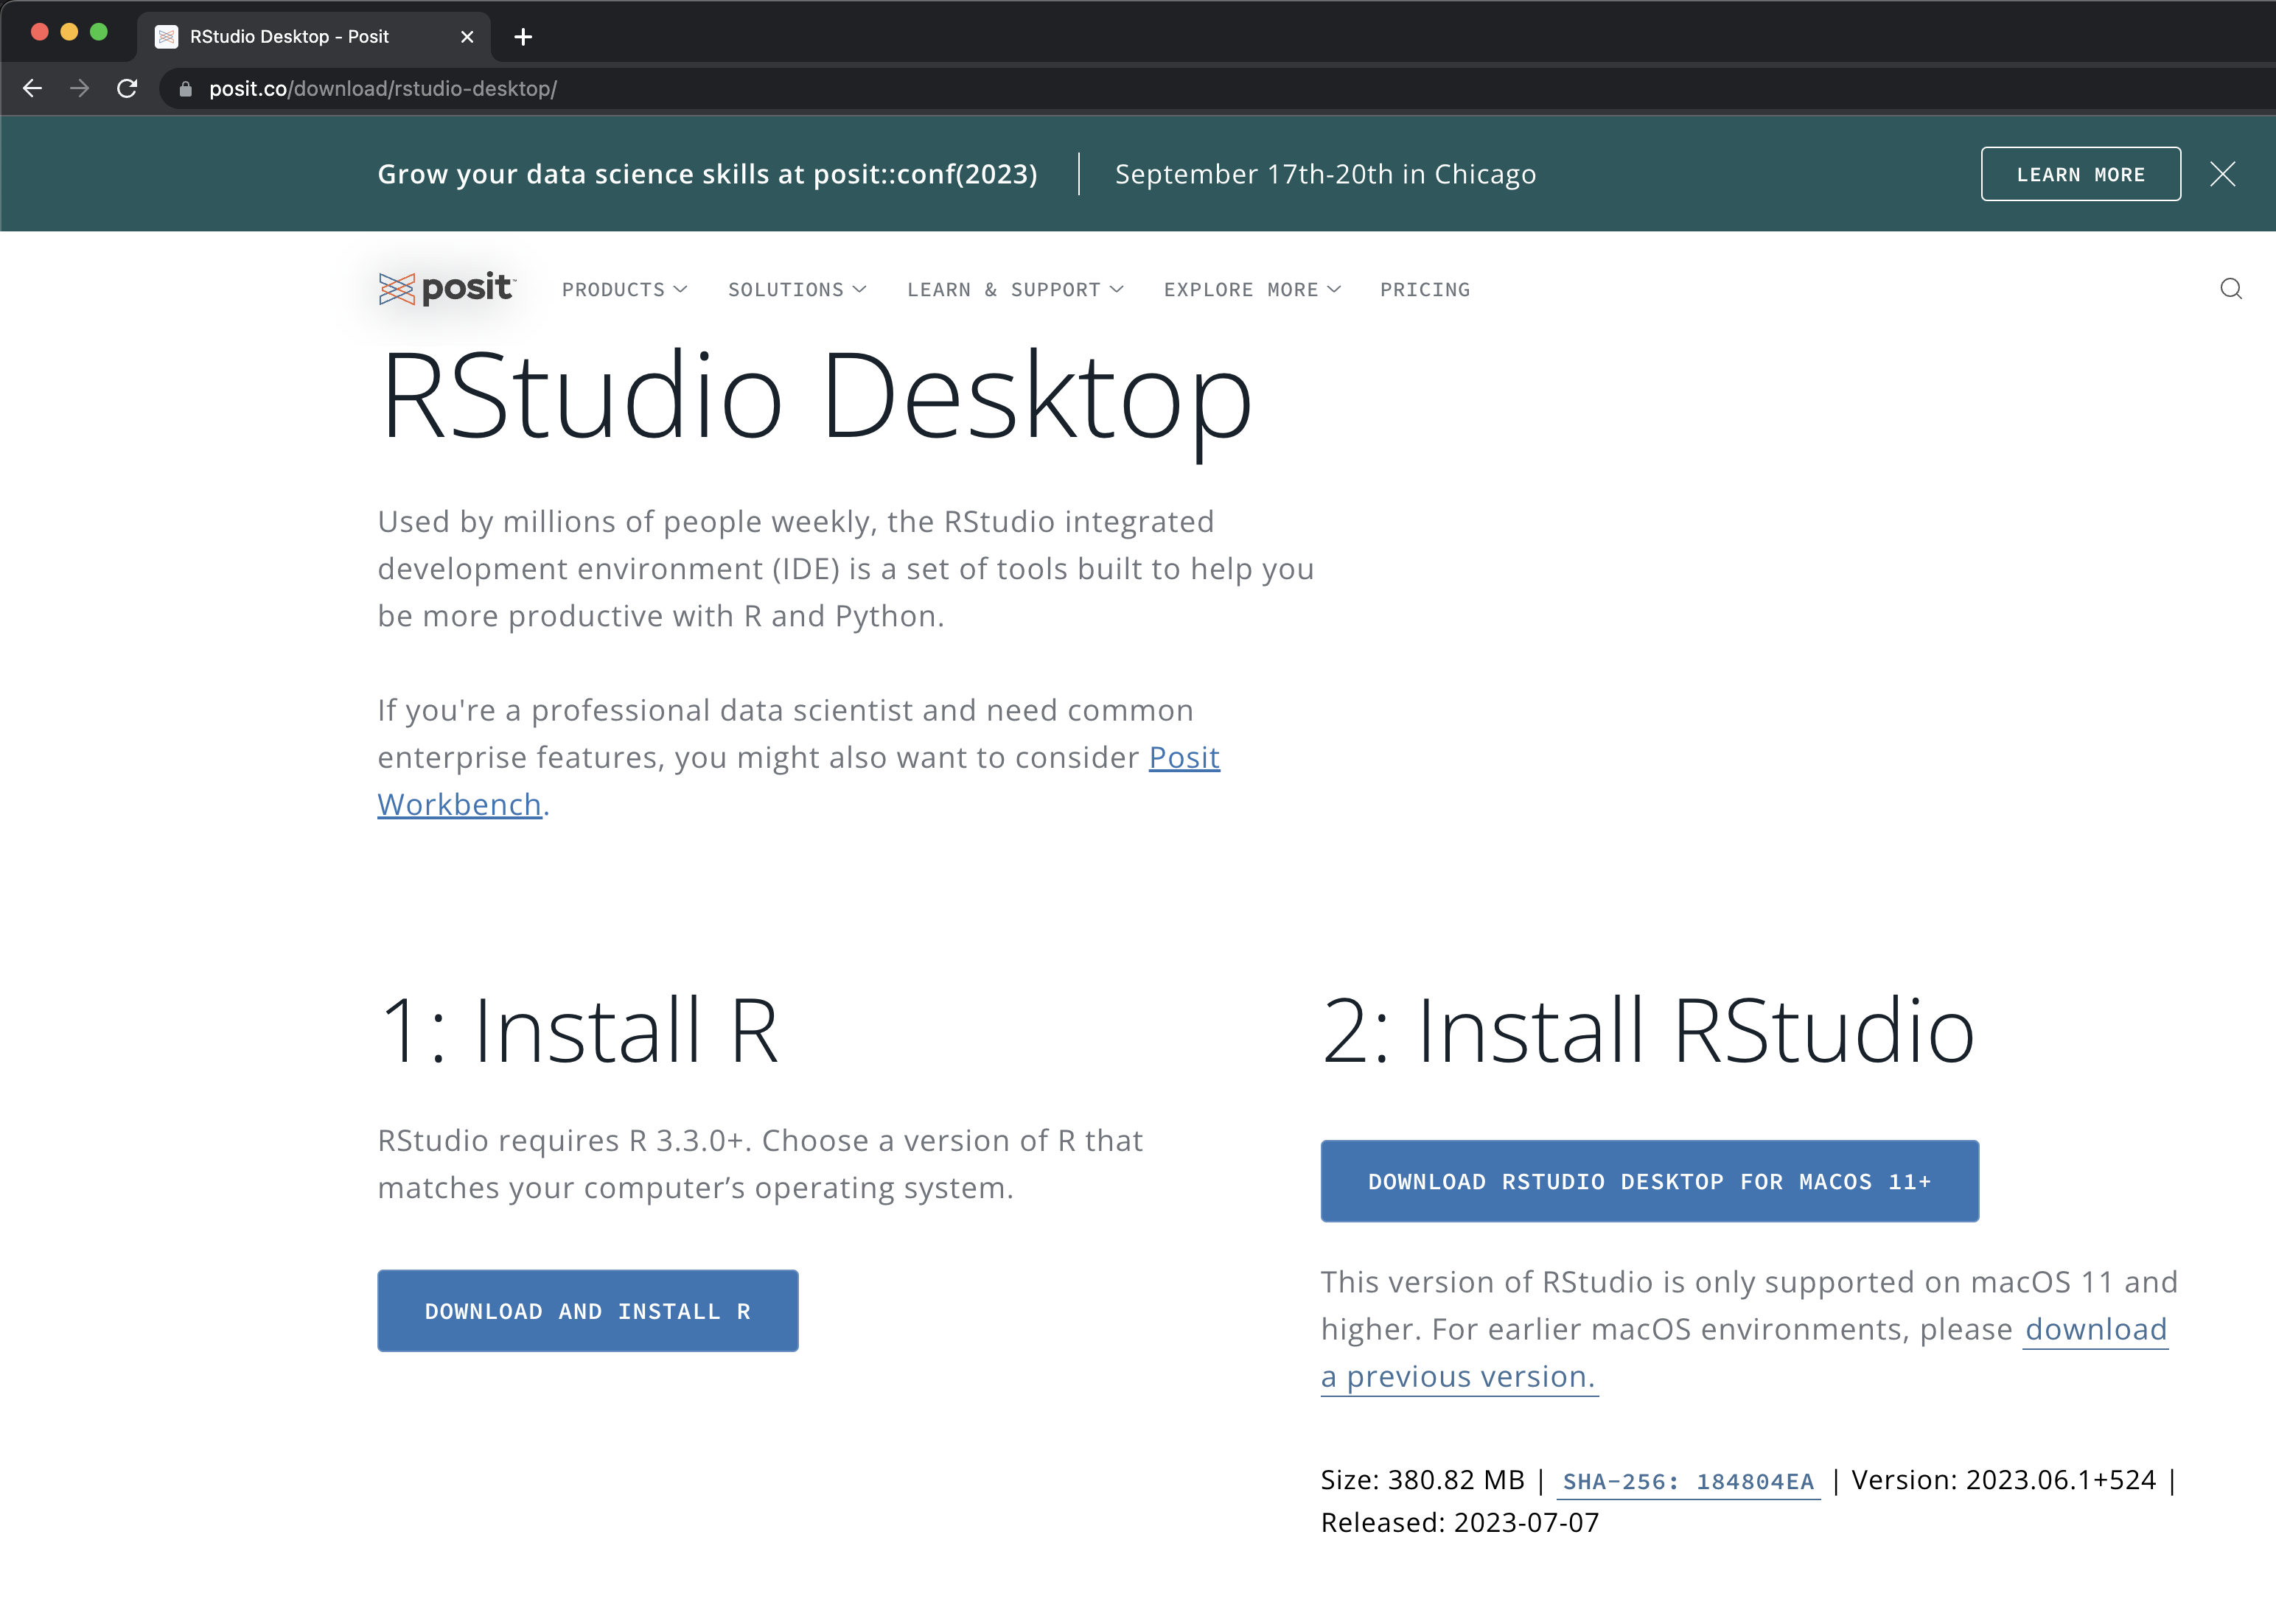 RStudio Desktop - Posit
posit.co/download/rstudio-desktop/
Grow your data science skills at posit::conf(2023)
September 17th-20th in Chicago
LEARN MORE
posit™
PRODUCTS
SOLUTIONS
LEARN & SUPPORT
EXPLORE MORE
PRICING
RStudio Desktop
Used by millions of people weekly, the RStudio integrated
development environment (IDE) is a set of tools built to help you
be more productive with R and Python.
If you're a professional data scientist and need common
enterprise features, you might also want to consider Posit
Workbench.
1: Install R
RStudio requires R 3.3.0+. Choose a version of R that
matches your computer’s operating system.
DOWNLOAD AND INSTALL R
2: Install RStudio
DOWNLOAD RSTUDIO DESKTOP FOR MACOS 11+
This version of RStudio is only supported on macOS 11 and
higher. For earlier macOS environments, please download
a previous version.
Size: 380.82 MB | SHA-256: 184804EA | Version: 2023.06.1+524 |
Released: 2023-07-07